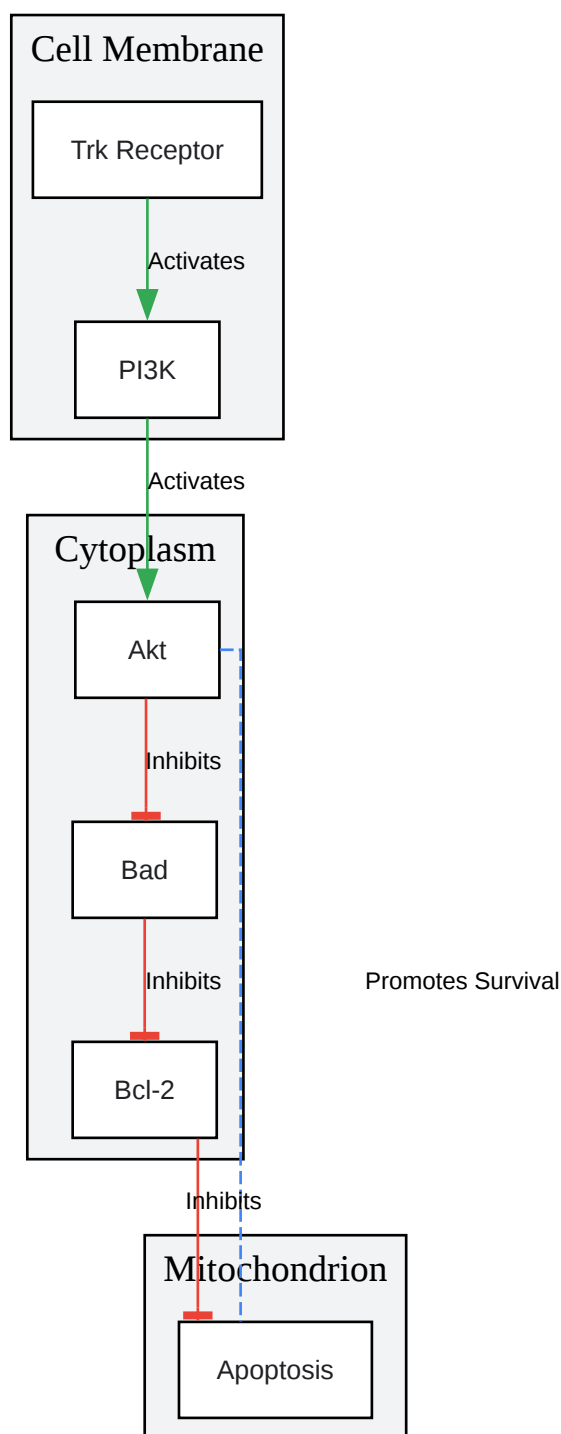 Cell Membrane
Trk Receptor
Activates
PI3K
Activates
Cytoplasm
Akt
Inhibits
Bad
Inhibits
Promotes Survival
Bcl-2
Inhibits
Mitochondrion
Apoptosis